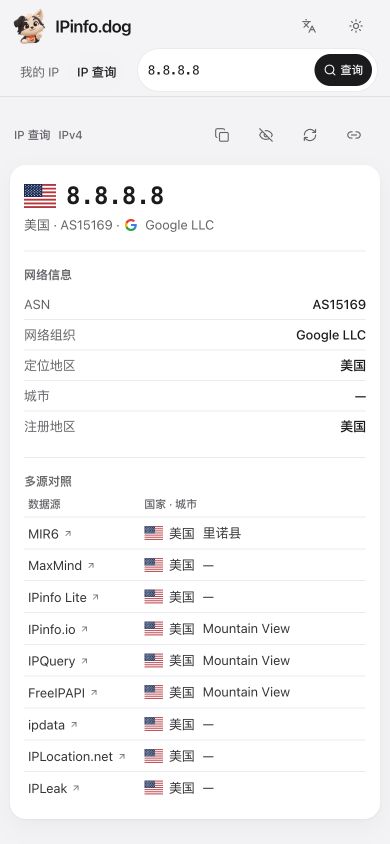 IPinfo.dog
我的 IP IP 查询 8.8.8.8 查询
IP 查询 IPv4
8.8.8.8
美国 · AS15169 · Google LLC
网络信息
ASN AS15169
网络组织 Google LLC
定位地区 美国
城市 —
注册地区 美国
多源对照
数据源 国家 · 城市
MIR6 ↗ 美国 里诺县
MaxMind ↗ 美国 —
IPinfo Lite ↗ 美国 —
IPinfo.io ↗ 美国 Mountain View
IPQuery ↗ 美国 Mountain View
FreeIPAPI ↗ 美国 Mountain View
ipdata ↗ 美国 —
IPLocation.net ↗ 美国 —
IPLeak ↗ 美国 —